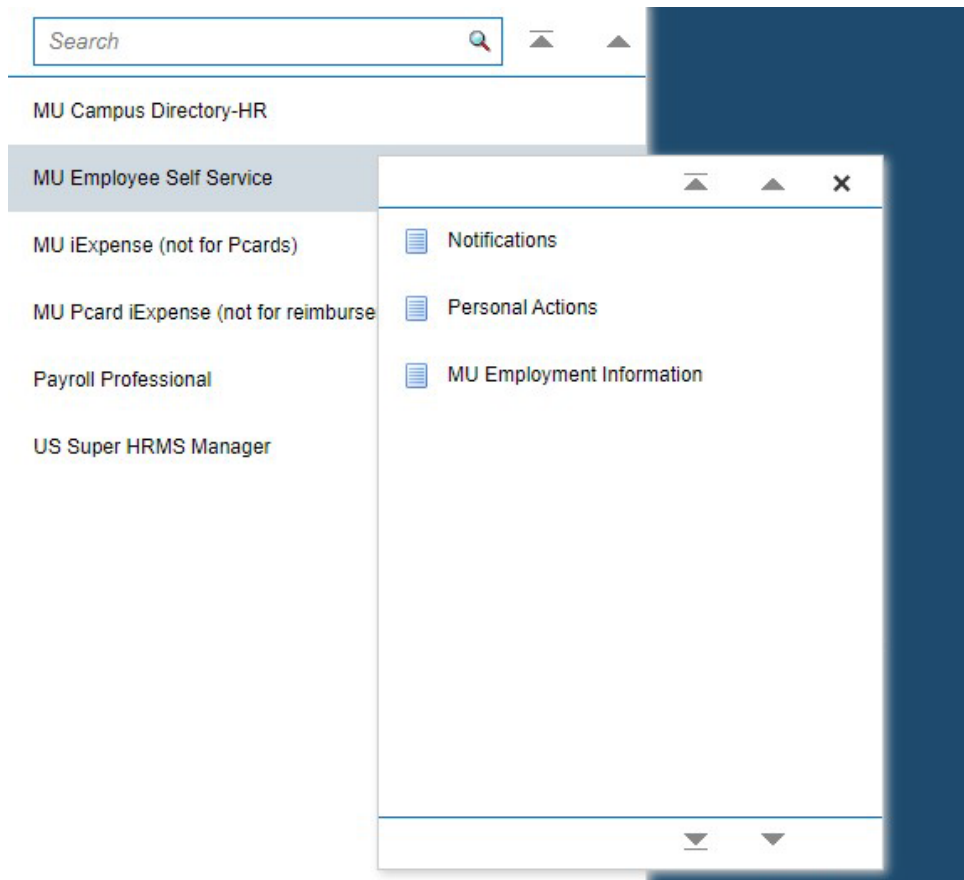 Search
MU Campus Directory-HR
MU Employee Self Service
MU iExpense (not for Pcards)
MU Pcard iExpense (not for reimburse
Payroll Professional
US Super HRMS Manager
Notifications
Personal Actions
MU Employment Information